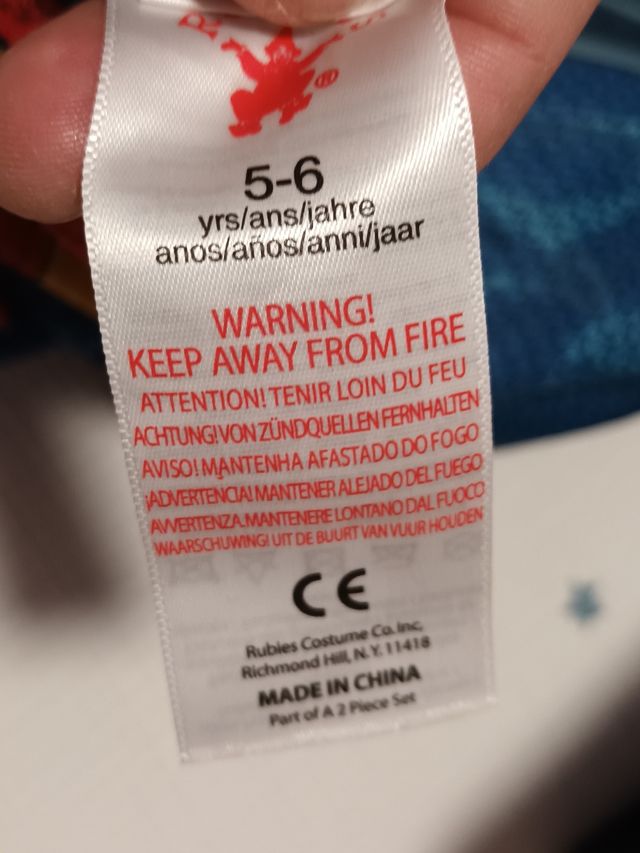 ®
5-6
yrs/ans/jahre
anos/años/anni/jaar
WARNING!
KEEP AWAY FROM FIRE
ATTENTION! TENIR LOIN DU FEU
ACHTUNG! VON ZÜNDQUELLEN FERNHALTEN
AVISO! MANTENHA AFASTADO DO FOGO
¡ADVERTENCIA! MANTENER ALEJADO DEL FUEGO
AVVERTENZA. MANTENERE LONTANO DAL FUOCO
WAARSCHUWING! UIT DE BUURT VAN VUUR HOUDEN
CE
Rubies Costume Co. Inc.
Richmond Hill, N. Y. 11418
MADE IN CHINA
Part of A 2 Piece Set